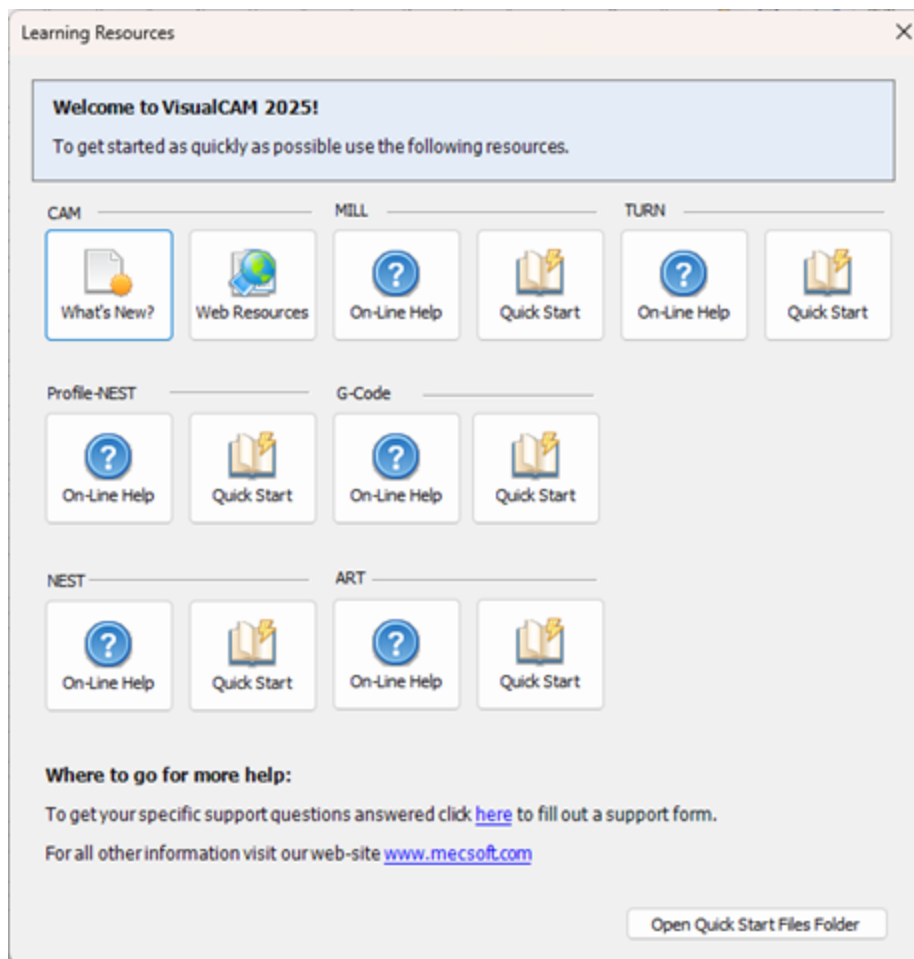 Learning Resources
Welcome to VisualCAM 2025!
To get started as quickly as possible use the following resources.
CAM
What's New?
Web Resources
MILL
On-Line Help
Quick Start
TURN
On-Line Help
Quick Start
Profile-NEST
On-Line Help
Quick Start
G-Code
On-Line Help
Quick Start
NEST
On-Line Help
Quick Start
ART
On-Line Help
Quick Start
Where to go for more help:
To get your specific support questions answered click here to fill out a support form.
For all other information visit our web-site www.mecsoft.com
Open Quick Start Files Folder